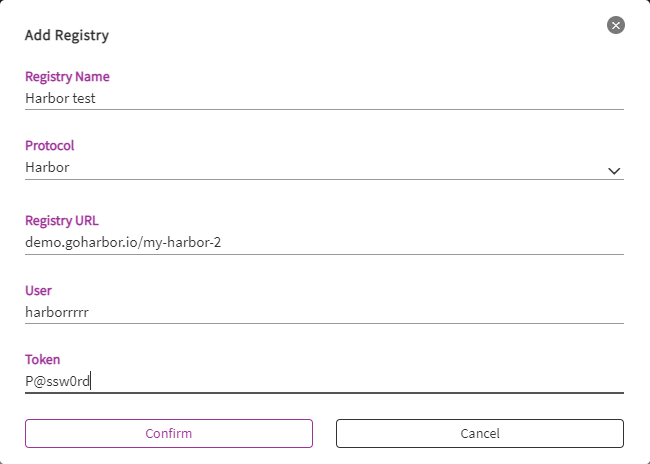 Add Registry
Registry Name
Harbor test
Protocol
Harbor
Registry URL
demo.goharbor.io/my-harbor-2
User
harborrrrr
Token
P@ssw0rd
Confirm Cancel